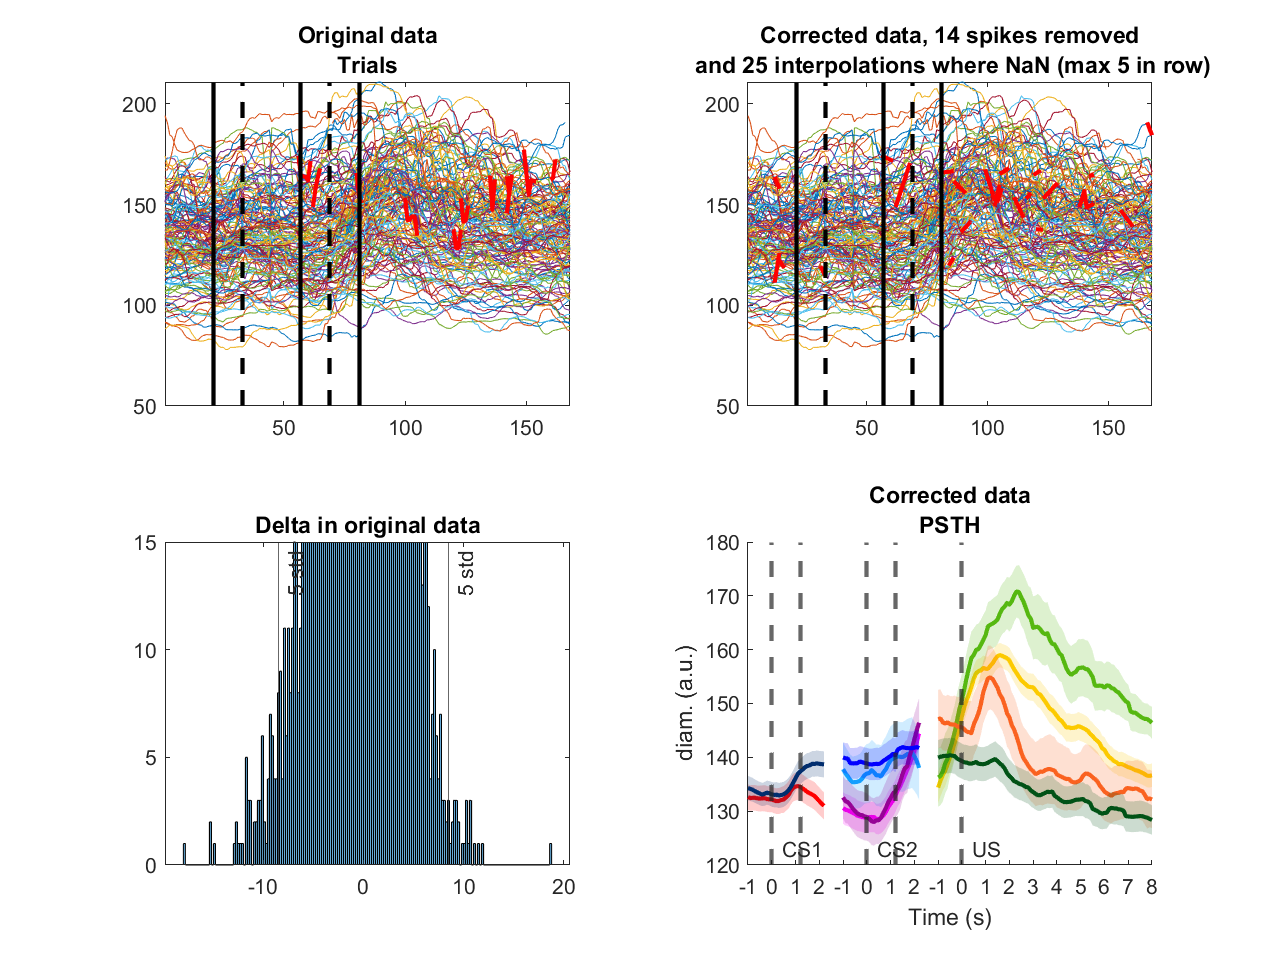 Original data
Trials
200
150
100
50
50
100
150
Corrected data, 14 spikes removed
and 25 interpolations where NaN (max 5 in row)
200
150
100
50
50
100
150
Delta in original data
15
10
5
0
5 std
5 std
-10
0
10
20
Corrected data
PSTH
diam. (a.u.)
180
170
160
150
140
130
120
CS1
CS2
US
-1 0 1 2 -1 0 1 2 -1 0 1 2 3 4 5 6 7 8
Time (s)